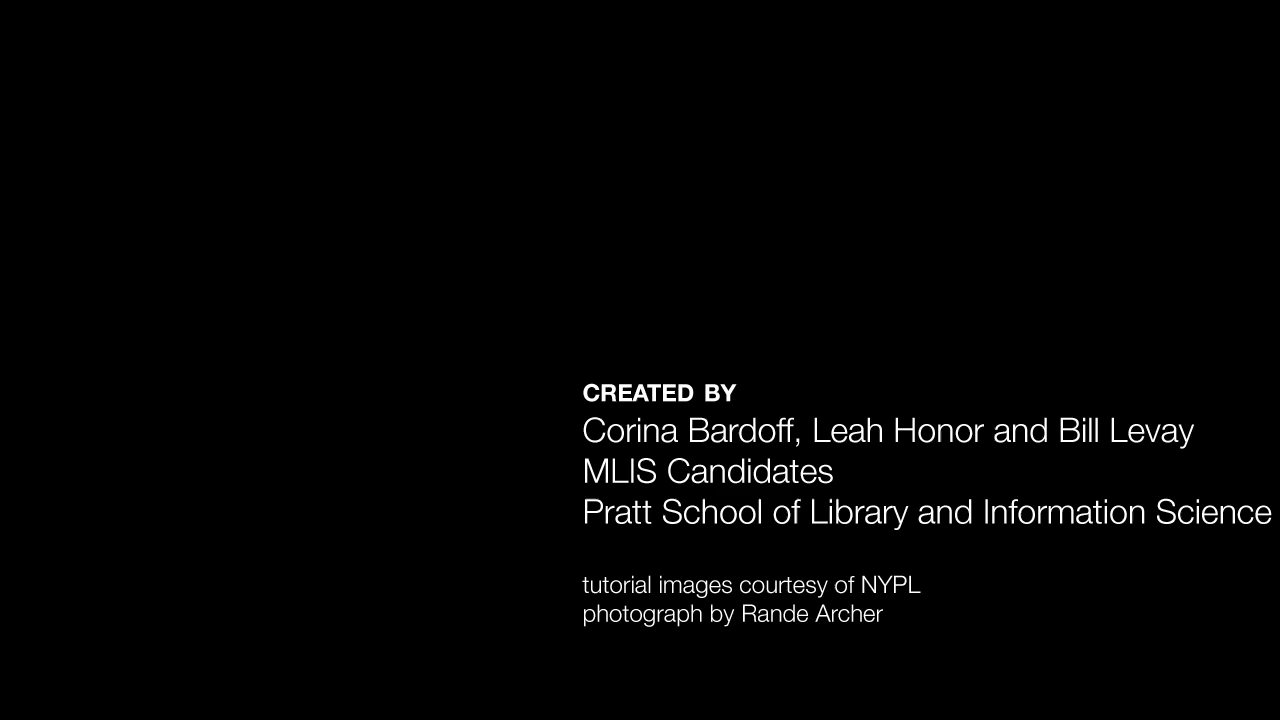 CREATED BY
Corina Bardoff, Leah Honor and Bill Levay
MLIS Candidates
Pratt School of Library and Information Science
tutorial images courtesy of NYPL
photograph by Rande Archer